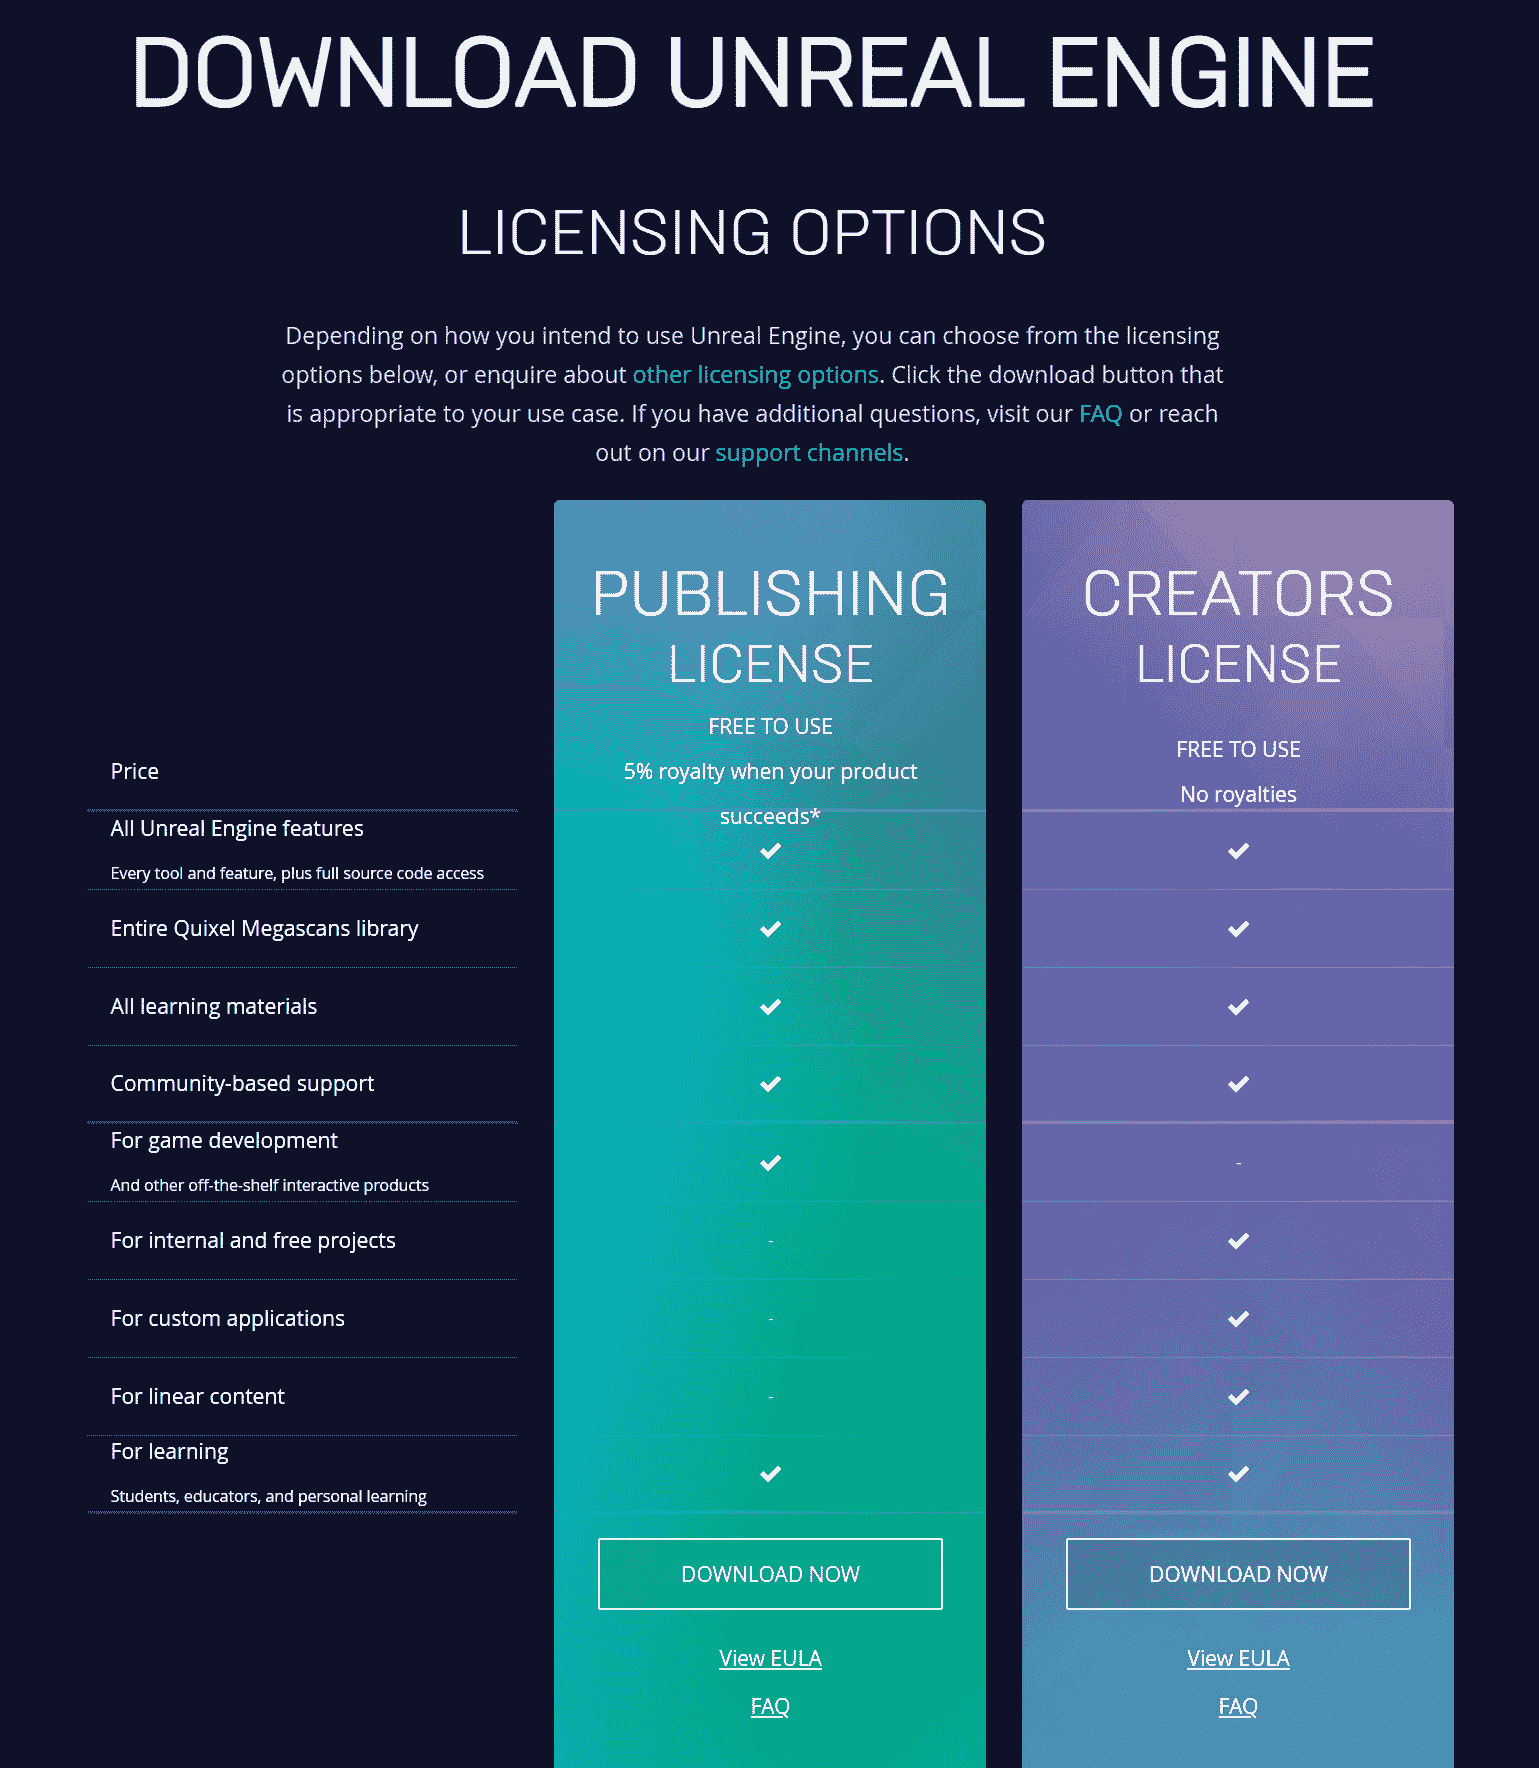 DOWNLOAD UNREAL ENGINE
LICENSING OPTIONS
Depending on how you intend to use Unreal Engine, you can choose from the licensing
options below, or enquire about other licensing options. Click the download button that
is appropriate to your use case. If you have additional questions, visit our FAQ or reach
out on our support channels.
PUBLISHING
LICENSE
CREATORS
LICENSE
Price
FREE TO USE
5% royalty when your product
succeeds*
FREE TO USE
No royalties
All Unreal Engine features
Every tool and feature, plus full source code access
Entire Quixel Megascans library
All learning materials
Community-based support
For game development
And other off-the-shelf interactive products
-
For internal and free projects
-
For custom applications
-
For linear content
-
For learning
Students, educators, and personal learning
DOWNLOAD NOW
DOWNLOAD NOW
View EULA
View EULA
FAQ
FAQ